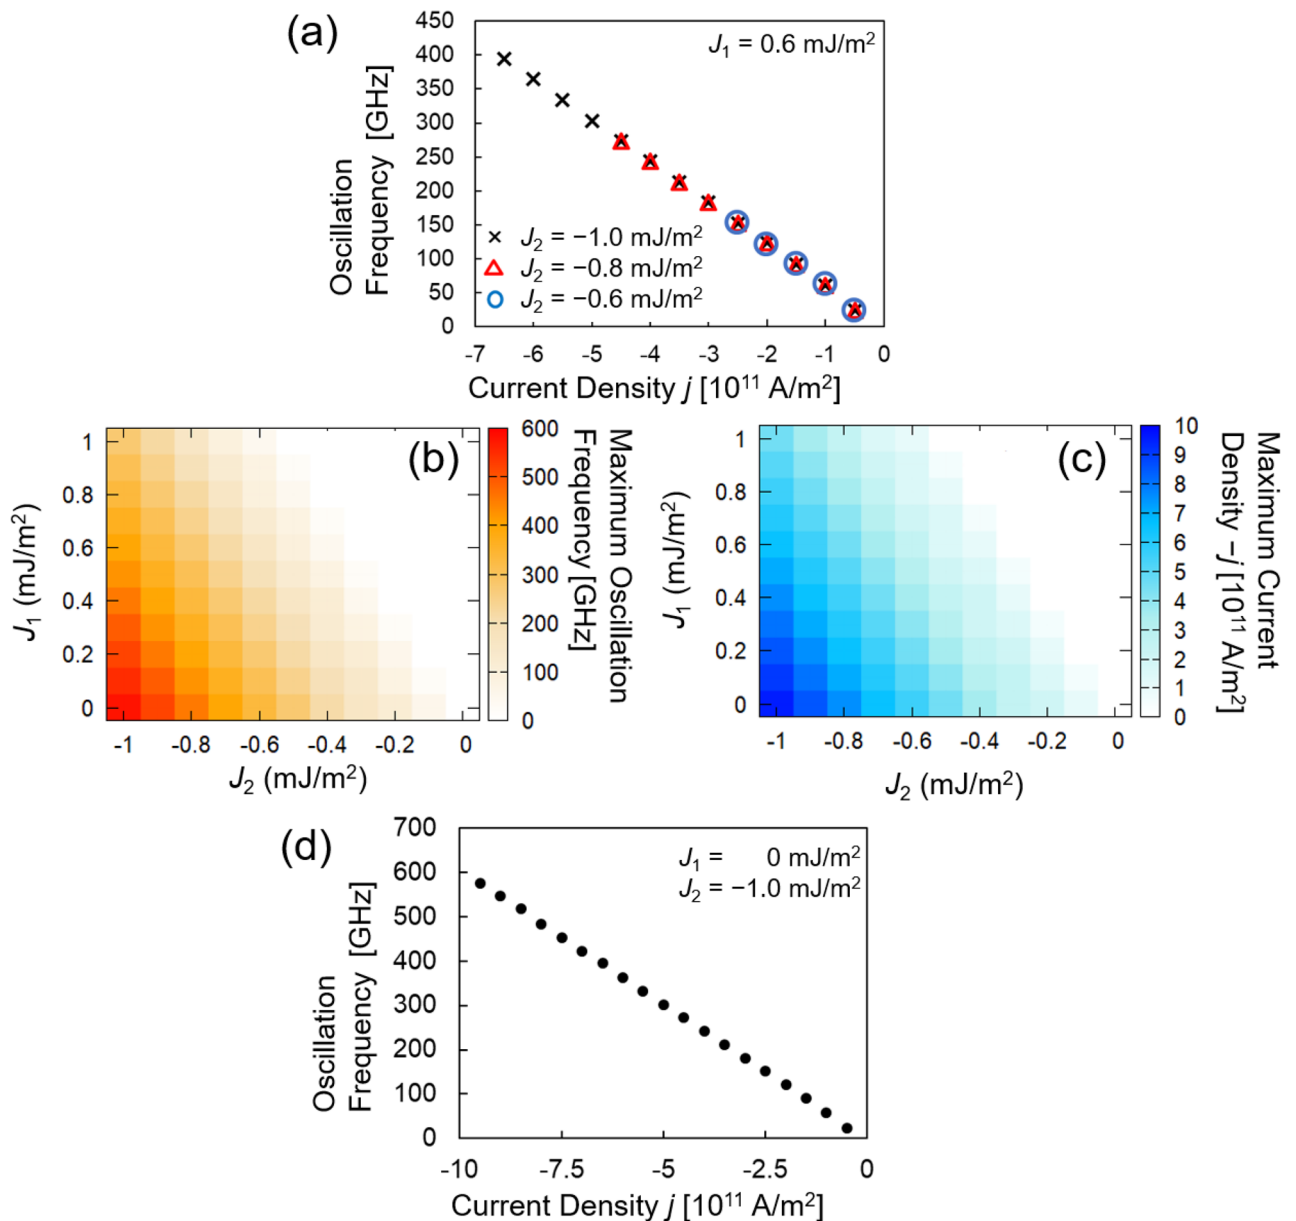 (a)
J₁ = 0.6 mJ/m²
450
400
350
300
250
200
150
100
50
0
Oscillation
Frequency [GHz]
× J₂ = −1.0 mJ/m²
△ J₂ = −0.8 mJ/m²
○ J₂ = −0.6 mJ/m²
-7 -6 -5 -4 -3 -2 -1 0
Current Density j [10¹¹ A/m²]
(b)
1
0.8
0.6
0.4
0.2
0
J₁ (mJ/m²)
-1 -0.8 -0.6 -0.4 -0.2 0
J₂ (mJ/m²)
600
500
400
300
200
100
0
Maximum Oscillation
Frequency [GHz]
(c)
1
0.8
0.6
0.4
0.2
0
J₁ (mJ/m²)
-1 -0.8 -0.6 -0.4 -0.2 0
J₂ (mJ/m²)
10
9
8
7
6
5
4
3
2
1
0
Maximum Current
Density −j [10¹¹ A/m²]
(d)
J₁ = 0 mJ/m²
J₂ = −1.0 mJ/m²
700
600
500
400
300
200
100
0
Oscillation
Frequency [GHz]
-10 -7.5 -5 -2.5 0
Current Density j [10¹¹ A/m²]